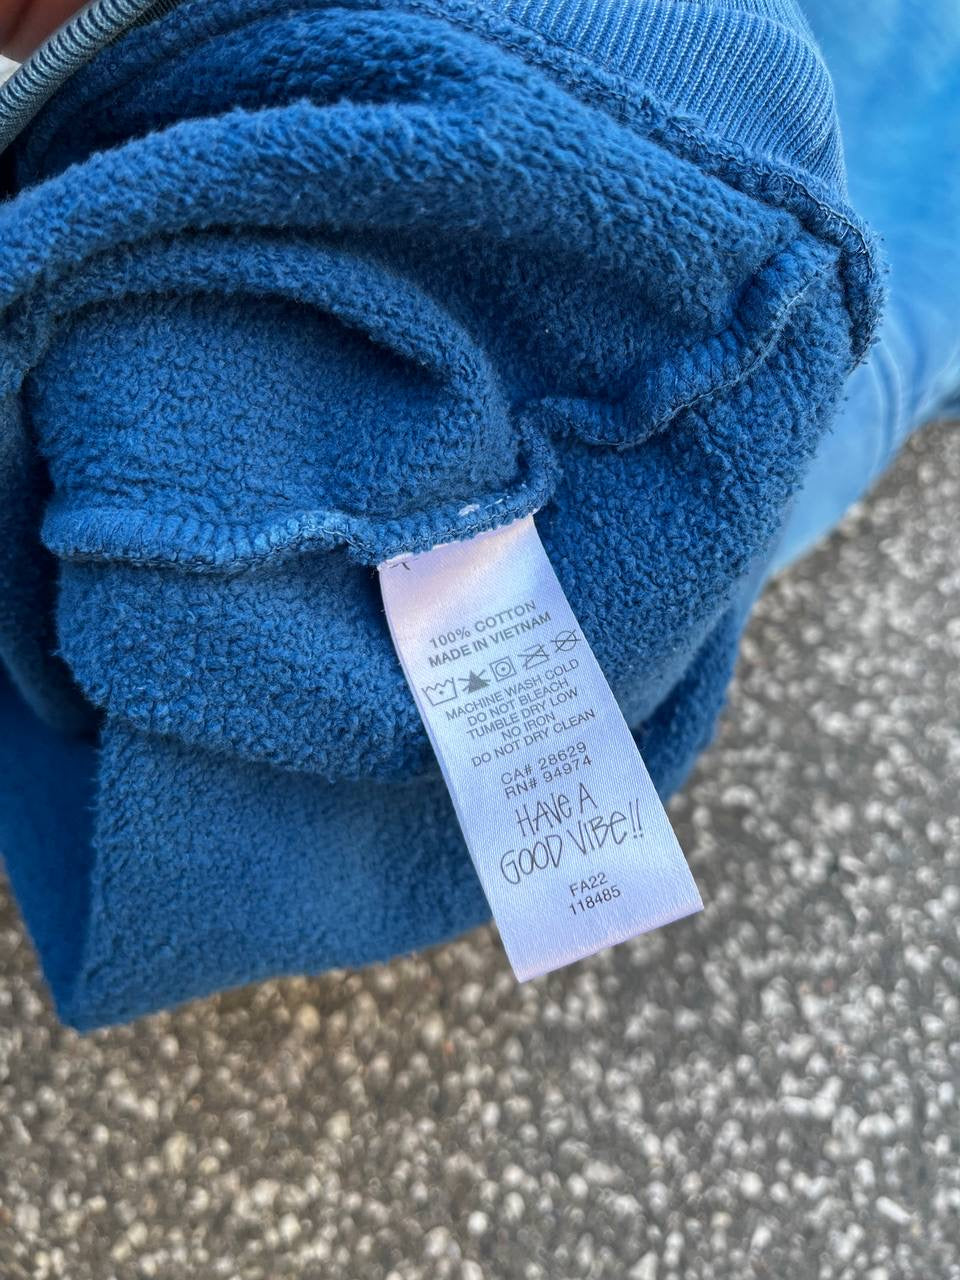 100% COTTON
MADE IN VIETNAM
MACHINE WASH COLD
DO NOT BLEACH
TUMBLE DRY LOW
NO IRON
DO NOT DRY CLEAN
CA# 28629
RN# 94974
HAVE A
GOOD VIBE!!
FA22
118485